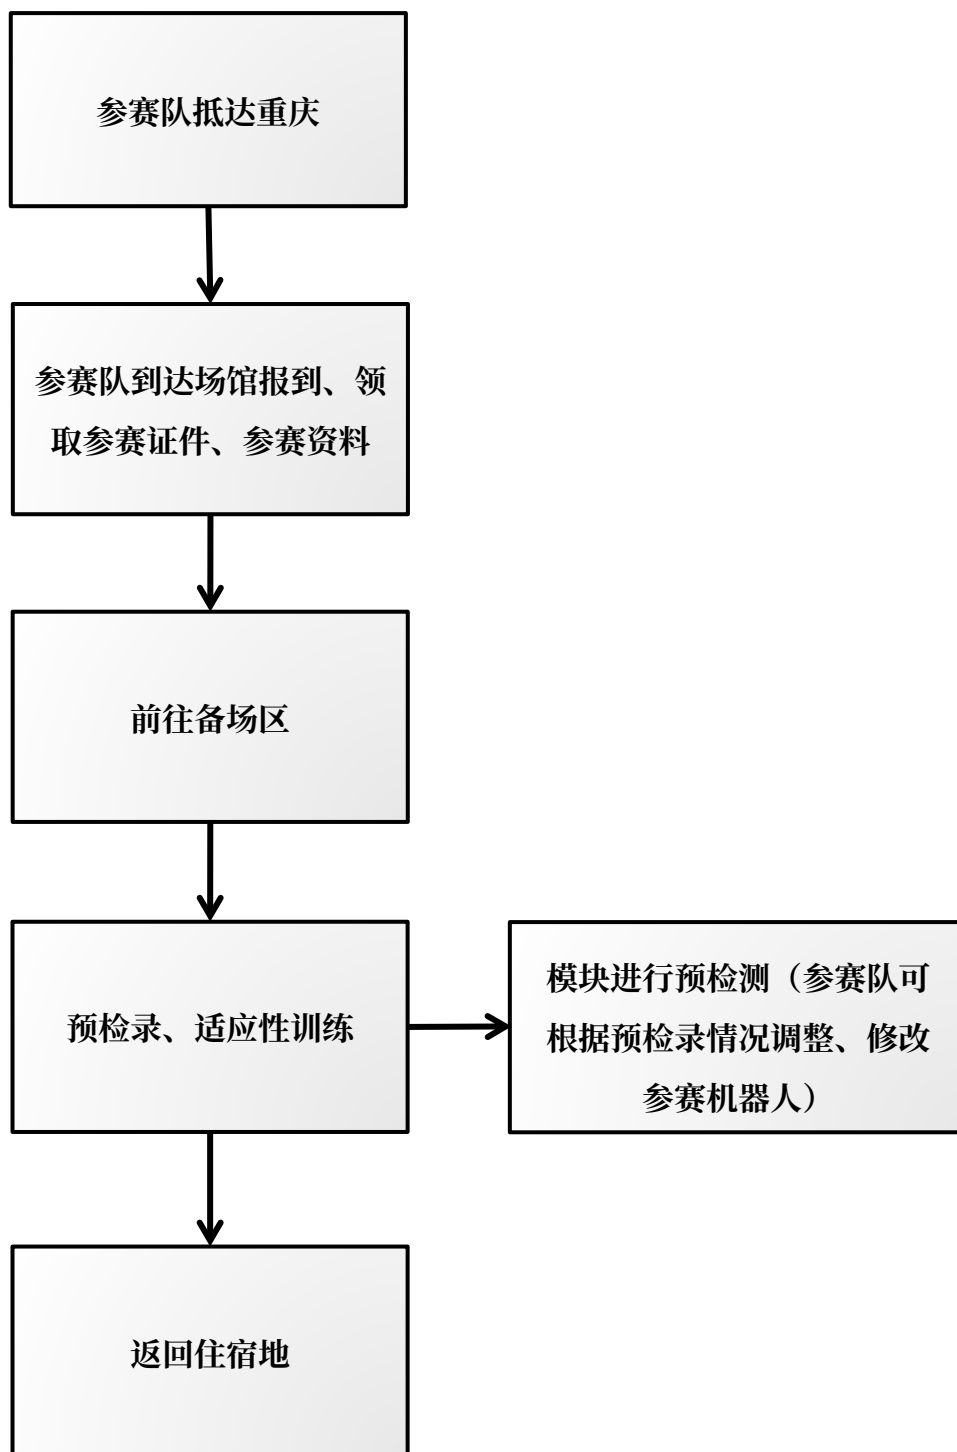 参赛队抵达重庆
参赛队到达场馆报到、领
取参赛证件、参赛资料
前往备场区
预检录、适应性训练
模块进行预检测（参赛队可
根据预检录情况调整、修改
参赛机器人）
返回住宿地